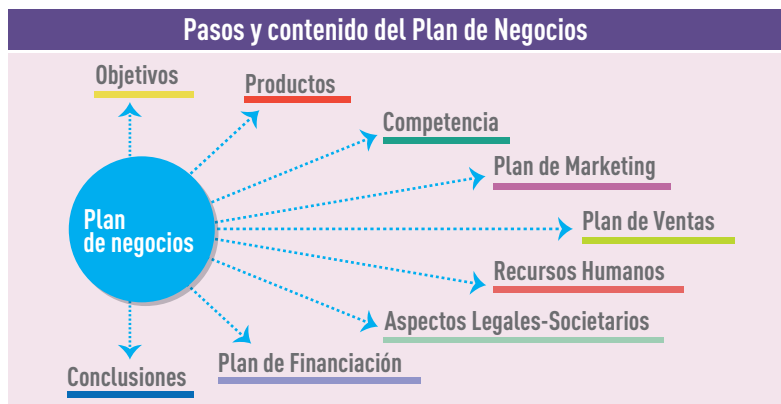 Pasos y contenido del Plan de Negocios
Objetivos
Productos
Competencia
Plan de Marketing
Plan
de negocios
Plan de Ventas
Recursos Humanos
Aspectos Legales-Societarios
Plan de Financiación
Conclusiones